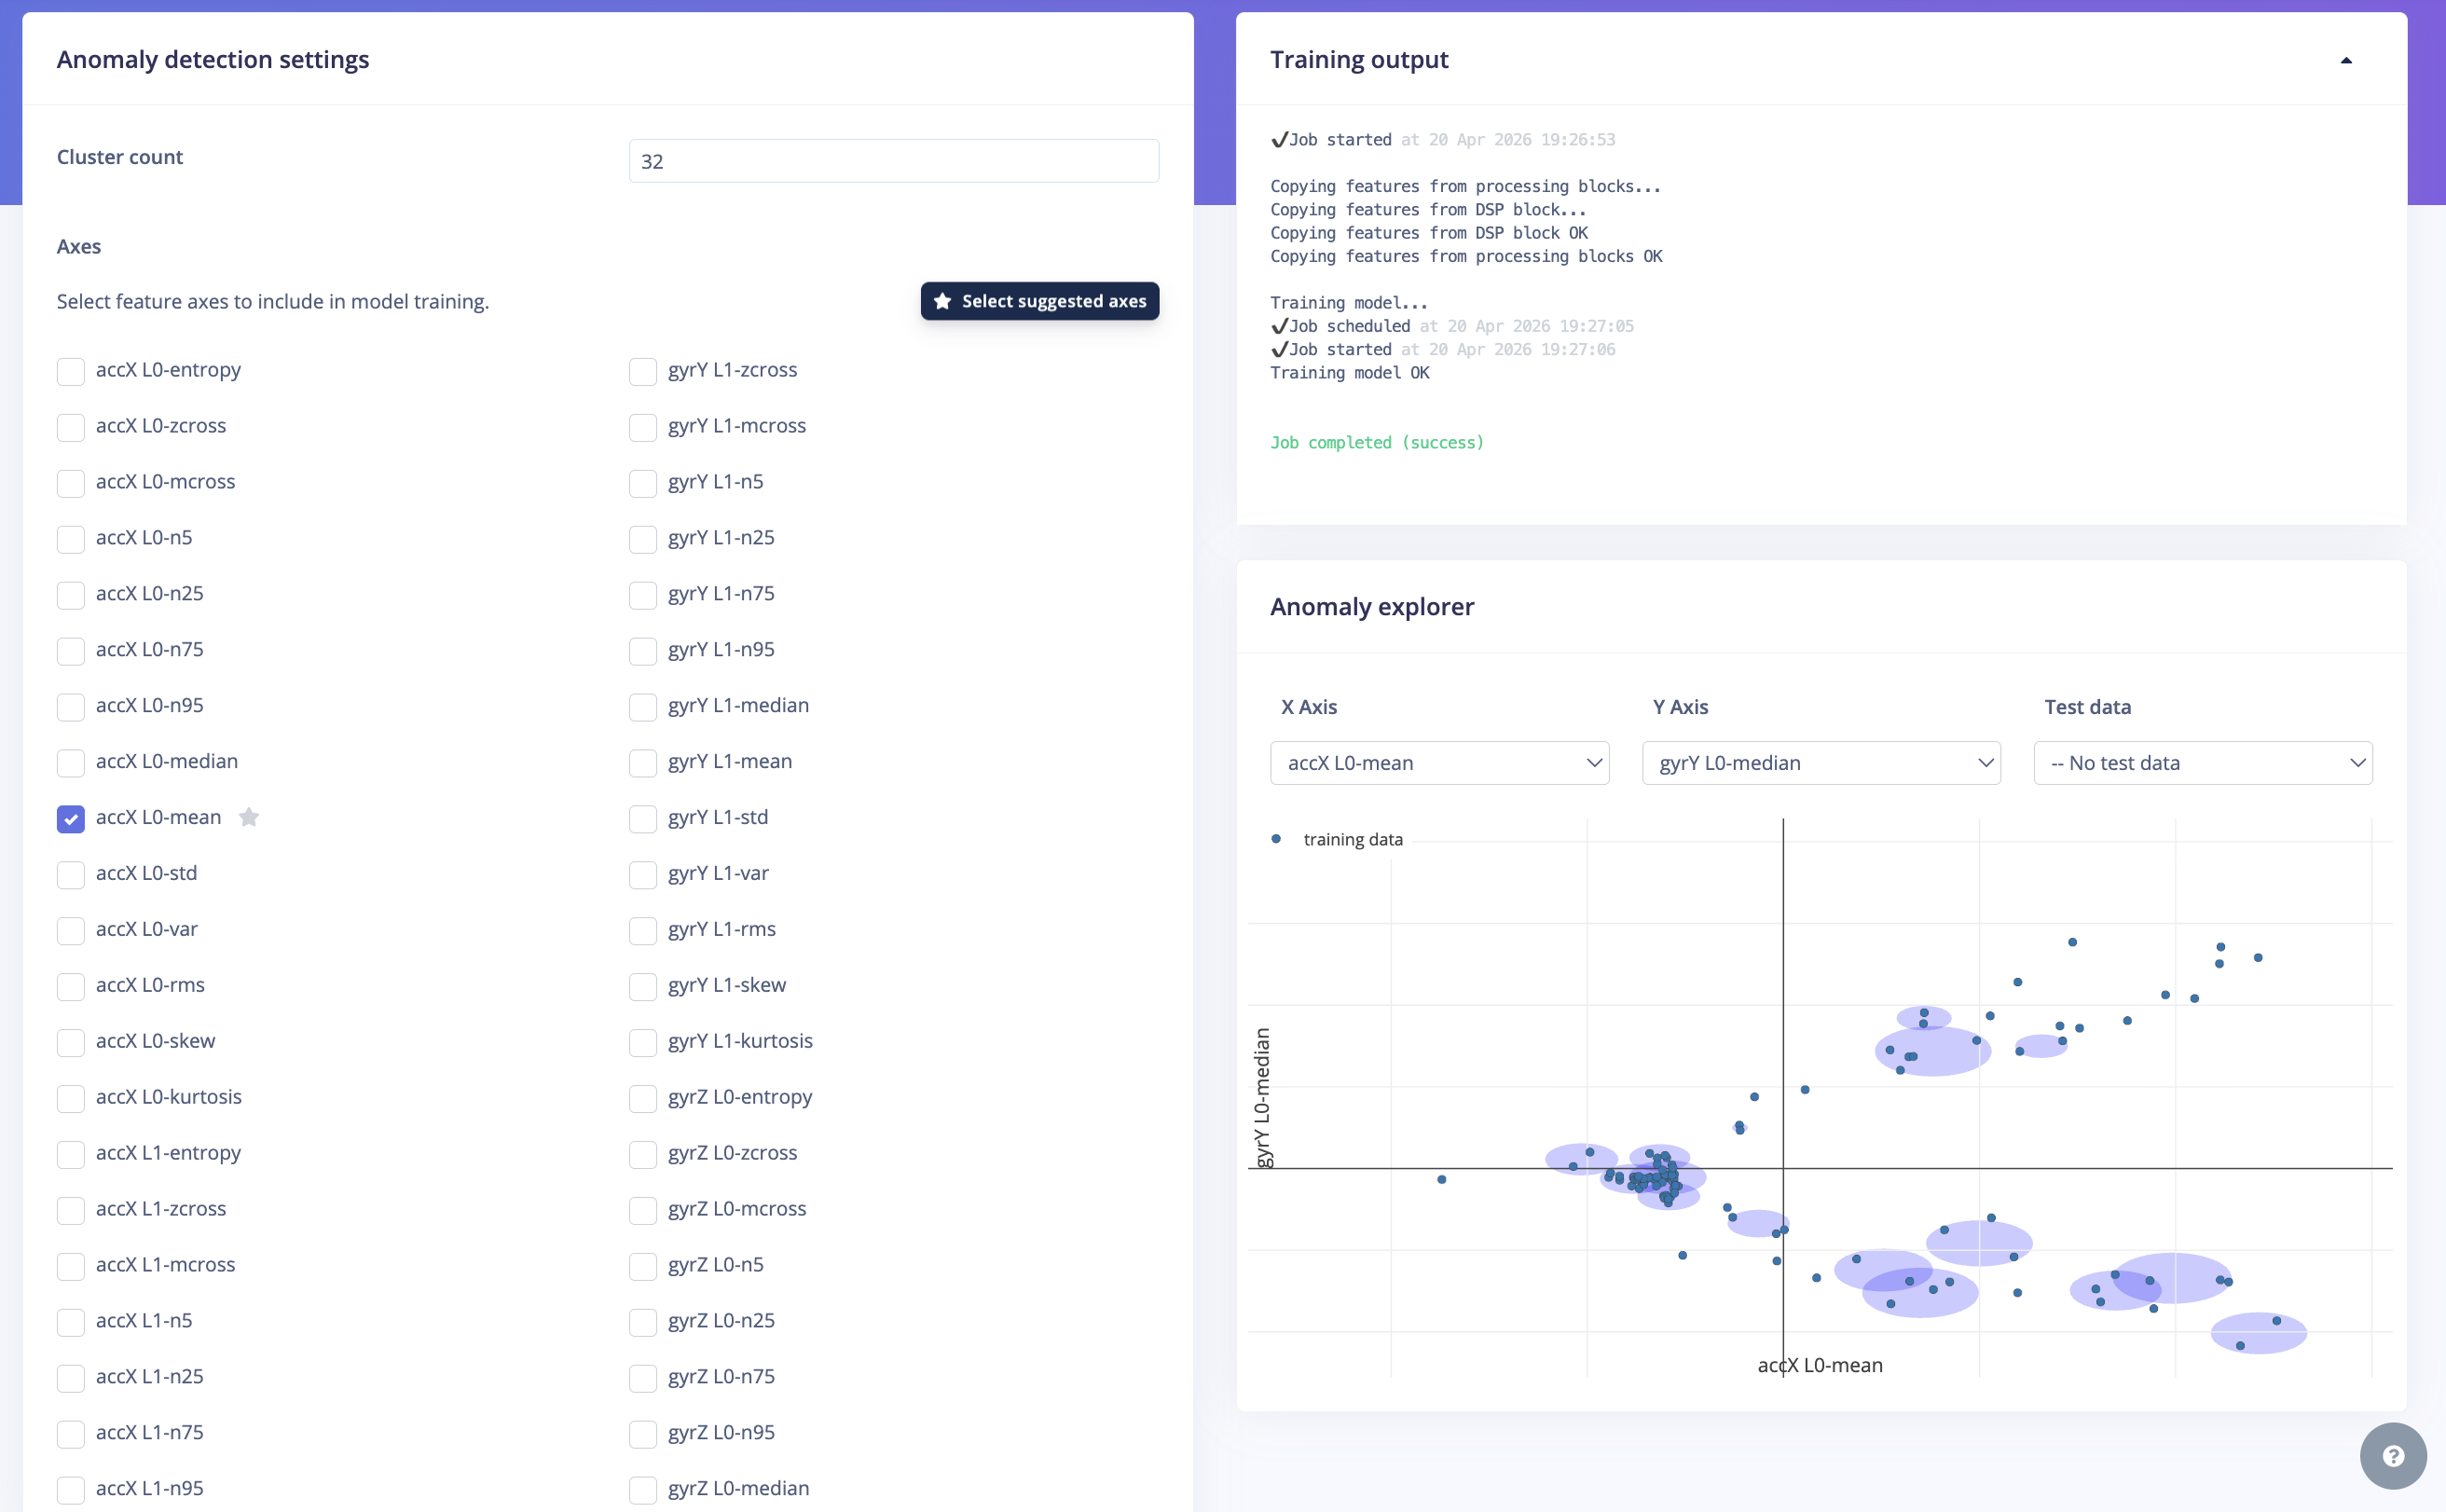 Anomaly detection settings
Cluster count
32
Axes
Select feature axes to include in model training.
Select suggested axes
accX L0-entropy
accX L0-zcross
accX L0-mcross
accX L0-n5
accX L0-n25
accX L0-n75
accX L0-n95
accX L0-median
accX L0-mean
accX L0-std
accX L0-var
accX L0-rms
accX L0-skew
accX L0-kurtosis
accX L1-entropy
accX L1-zcross
accX L1-mcross
accX L1-n5
accX L1-n25
accX L1-n75
accX L1-n95
gyrY L1-zcross
gyrY L1-mcross
gyrY L1-n5
gyrY L1-n25
gyrY L1-n75
gyrY L1-n95
gyrY L1-median
gyrY L1-mean
gyrY L1-std
gyrY L1-var
gyrY L1-rms
gyrY L1-skew
gyrY L1-kurtosis
gyrZ L0-entropy
gyrZ L0-zcross
gyrZ L0-mcross
gyrZ L0-n5
gyrZ L0-n25
gyrZ L0-n75
gyrZ L0-n95
gyrZ L0-median
Training output
Job started at 20 Apr 2026 19:26:53
Copying features from processing blocks...
Copying features from DSP block...
Copying features from DSP block OK
Copying features from processing blocks OK
Training model...
Job scheduled at 20 Apr 2026 19:27:05
Job started at 20 Apr 2026 19:27:06
Training model OK
Job completed (success)
Anomaly explorer
X Axis
Y Axis
Test data
accX L0-mean
gyrY L0-median
-- No test data
training data
gyrY L0-median
accX L0-mean
?